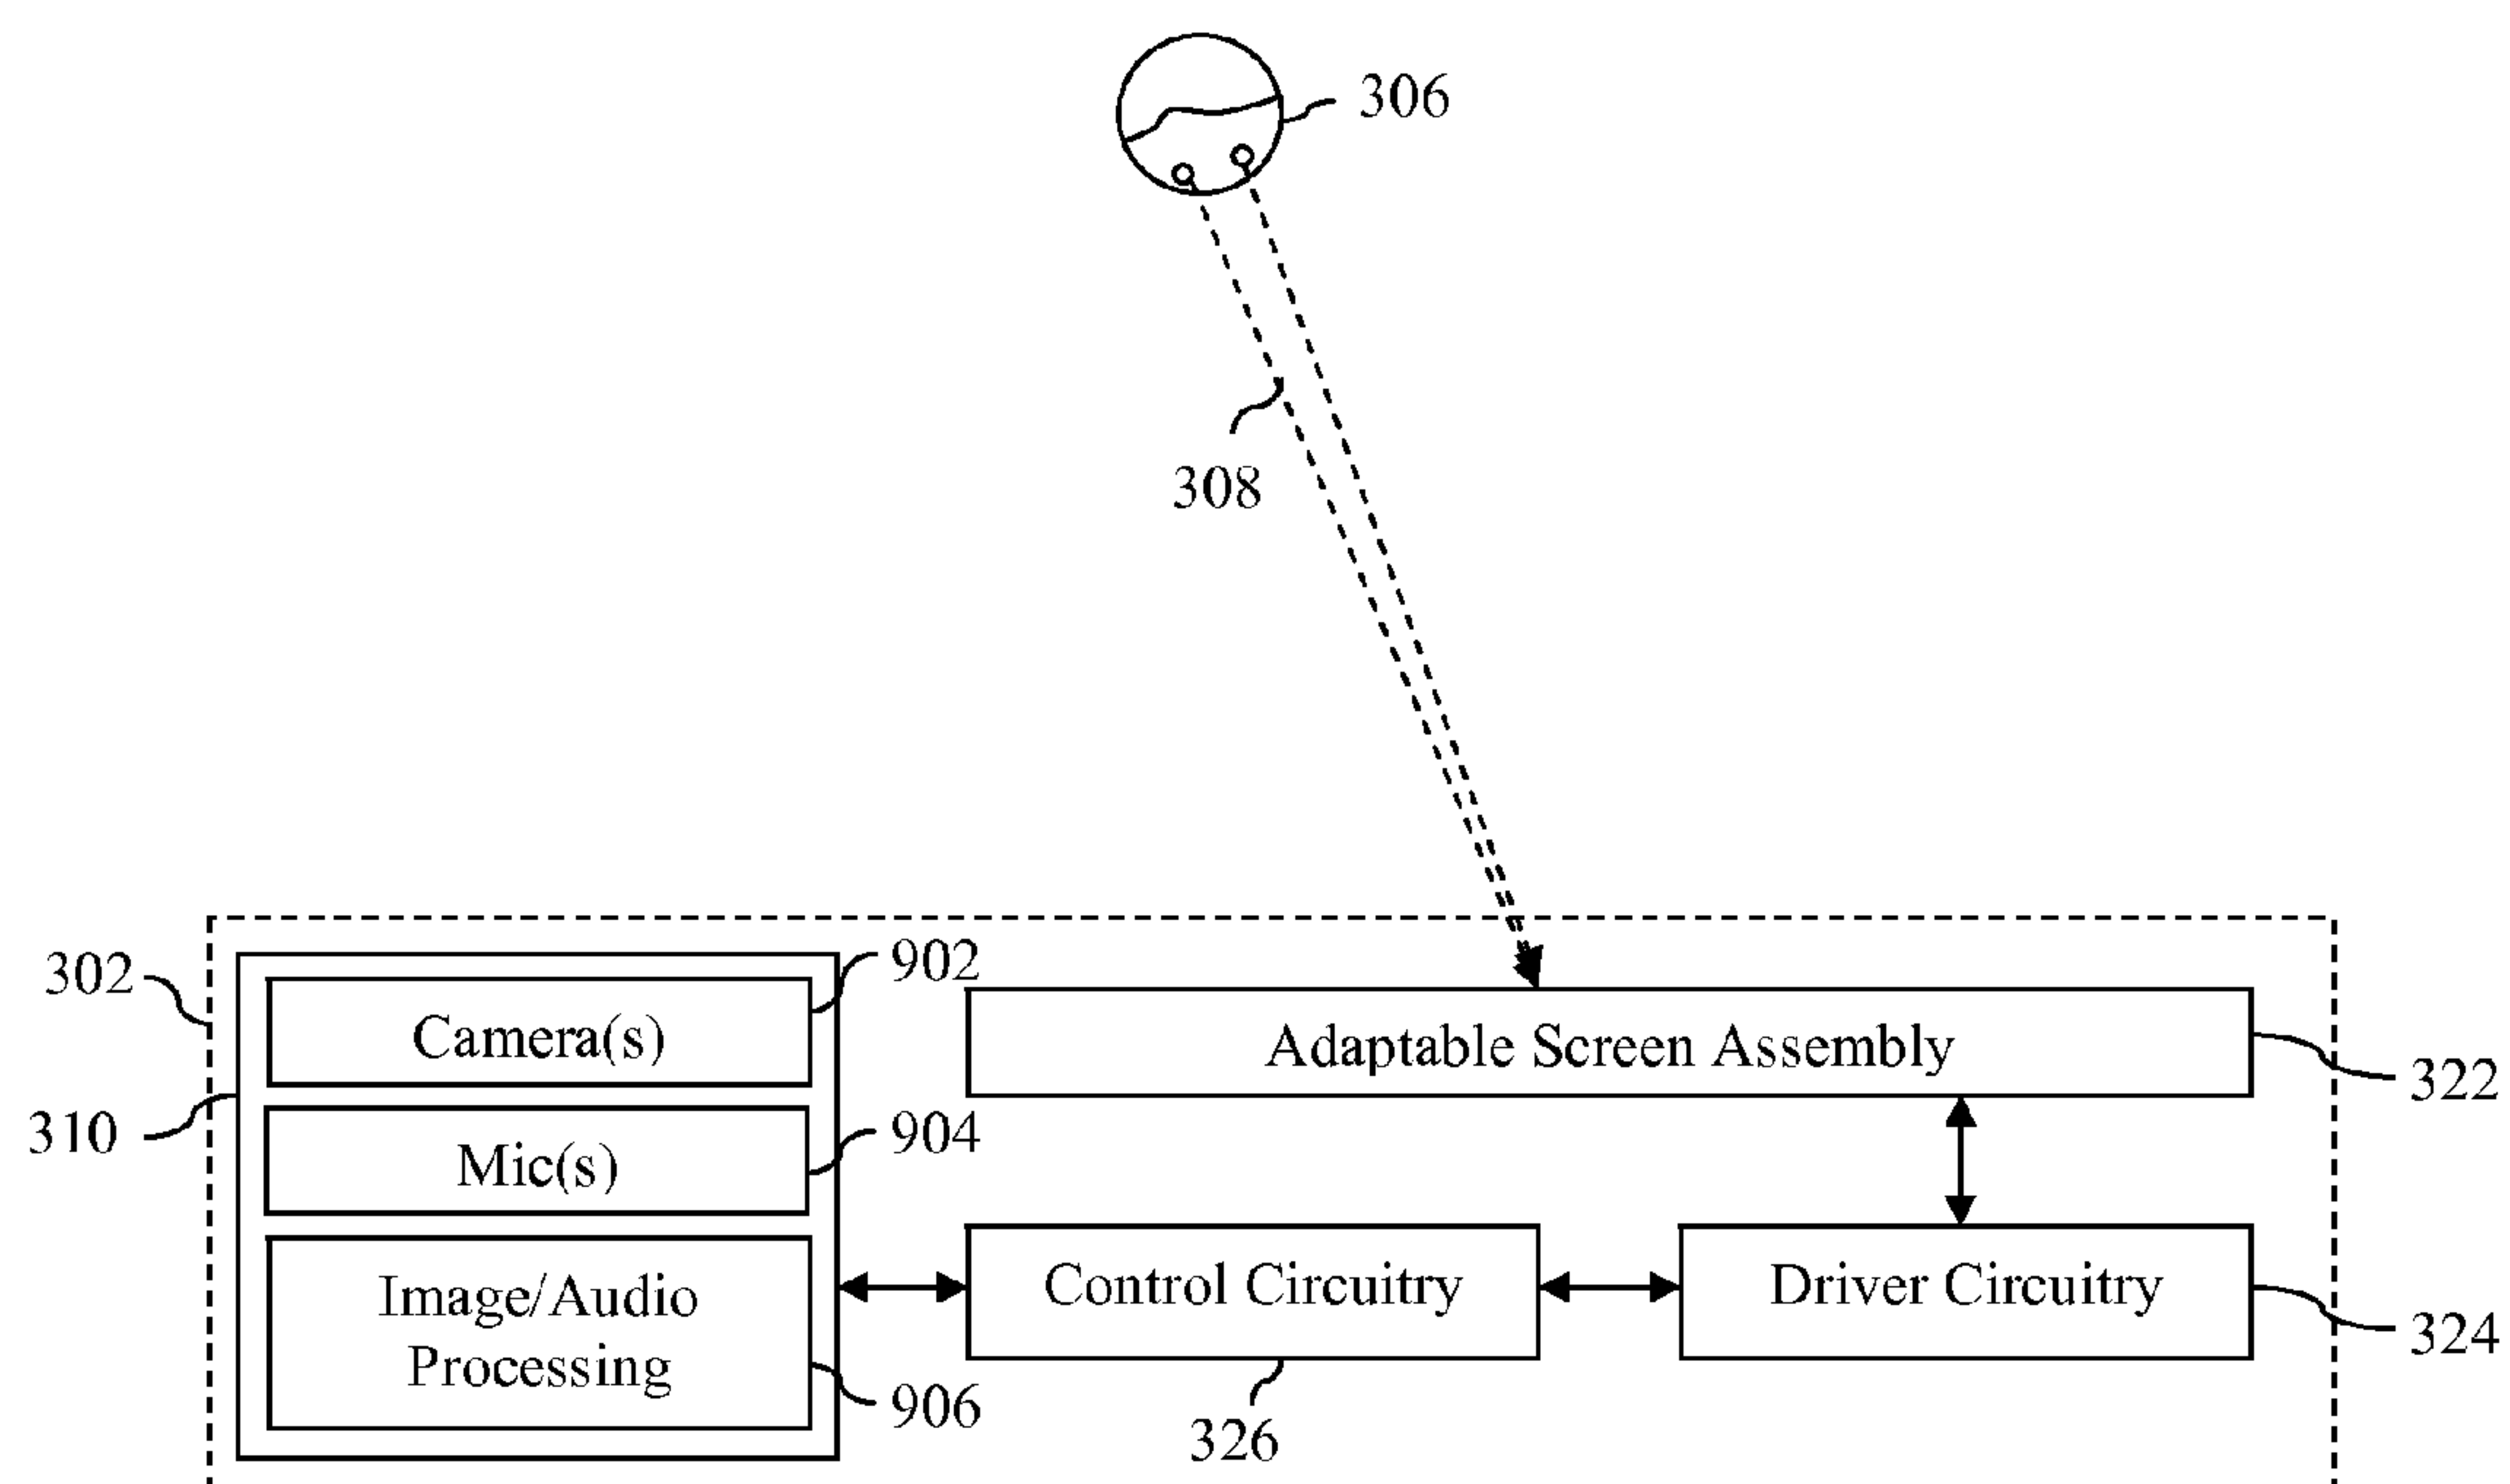 306
308
302
902
Camera(s)
Adaptable Screen Assembly
322
310
904
Mic(s)
Image/Audio
Processing
Control Circuitry
Driver Circuitry
324
906
326